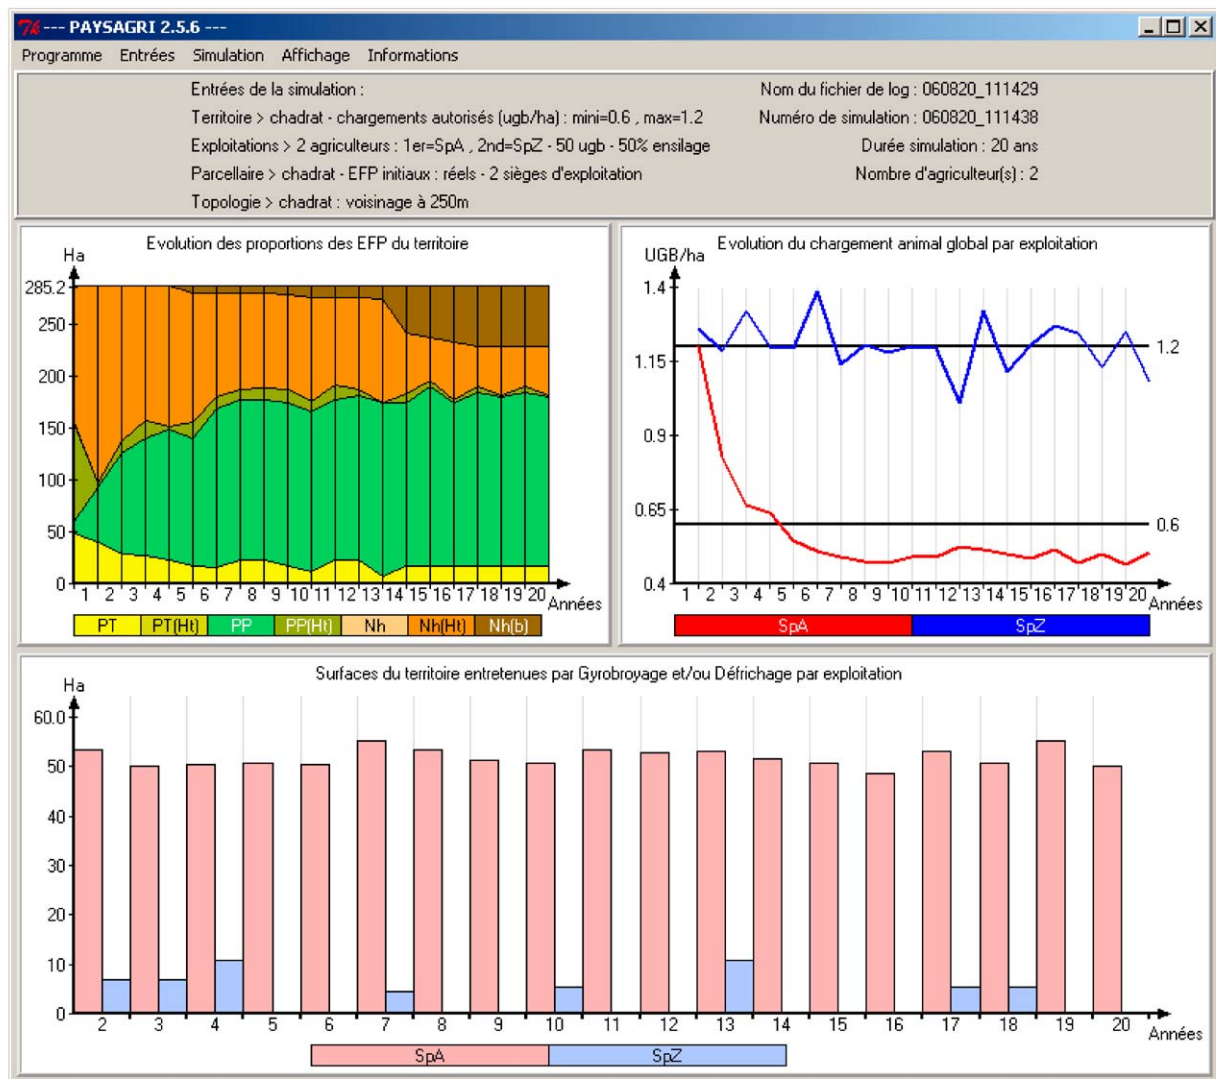 7k --- PAYSAGRI 2.5.6 ---
Programme Entrées Simulation Affichage Informations
Entrées de la simulation :
Territoire > chadrat - chargements autorisés (ugb/ha) : mini=0.6 , max=1.2
Exploitations > 2 agriculteurs : 1er=SpA , 2nd=SpZ - 50 ugb - 50% ensilage
Parcellaire > chadrat - EFP initiaux : réels - 2 sièges d'exploitation
Topologie > chadrat : voisinage à 250m
Nom du fichier de log : 060820_111429
Numéro de simulation : 060820_111438
Durée simulation : 20 ans
Nombre d'agriculteur(s) : 2
Evolution des proportions des EFP du territoire
Ha
285.2
250
200
150
100
50
0
1 2 3 4 5 6 7 8 9 10 11 12 13 14 15 16 17 18 19 20
Années
PT PT(Ht) PP PP(Ht) Nh Nh(Ht) Nh(b)
Evolution du chargement animal global par exploitation
UGB/ha
1.4
1.15
0.9
0.65
0.4
1.2
0.6
1 2 3 4 5 6 7 8 9 10 11 12 13 14 15 16 17 18 19 20
Années
SpA SpZ
Surfaces du territoire entretenues par Gyrobroyage et/ou Défrichage par exploitation
Ha
60.0
50
40
30
20
10
0
2 3 4 5 6 7 8 9 10 11 12 13 14 15 16 17 18 19 20
Années
SpA SpZ